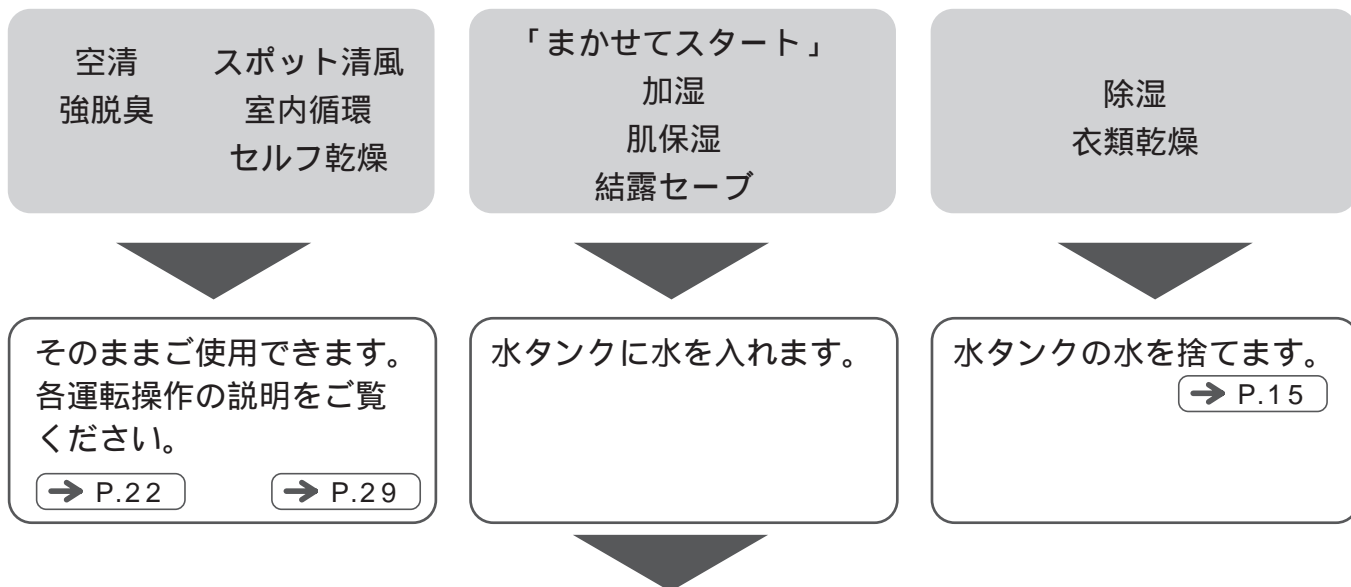 空清 スポット清風
強脱臭 室内循環
セルフ乾燥
「まかせてスタート」
加湿
肌保湿
結露セーブ
除湿
衣類乾燥
そのままご使用できます。
各運転操作の説明をご覧
ください。
→ P.22 → P.29
水タンクに水を入れます。
水タンクの水を捨てます。
→ P.15